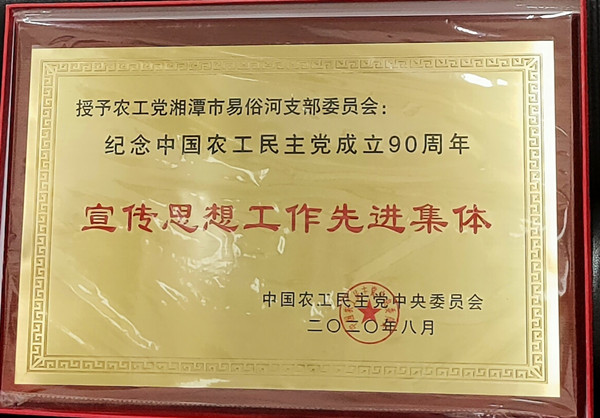 授予农工党湘潭市易俗河支部委员会：
纪念中国农工民主党成立90周年
宣传思想工作先进集体
中国农工民主党中央委员会
二〇二〇年八月